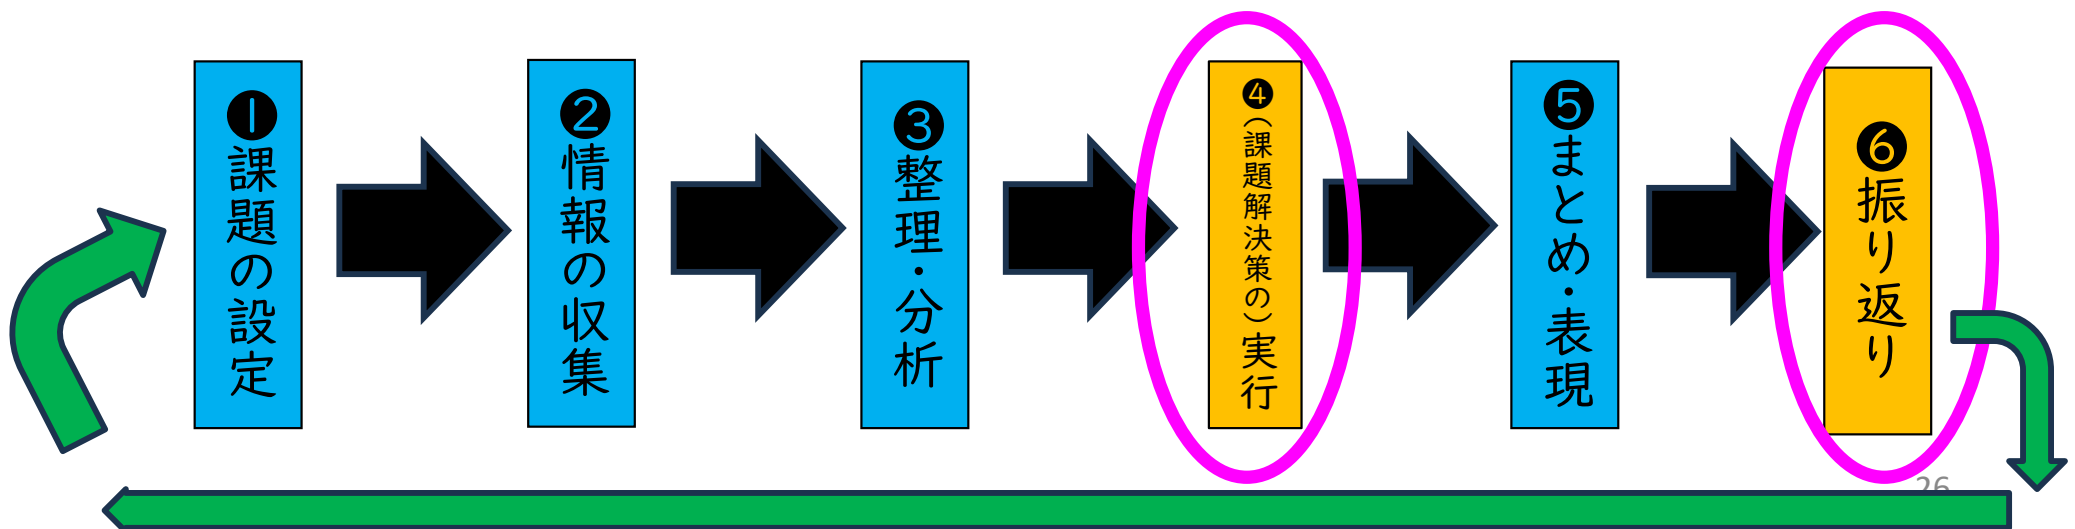 ❶課題の設定
❷情報の収集
❸整理・分析
❹(課題解決策の)実行
❺まとめ・表現
❻振り返り
26